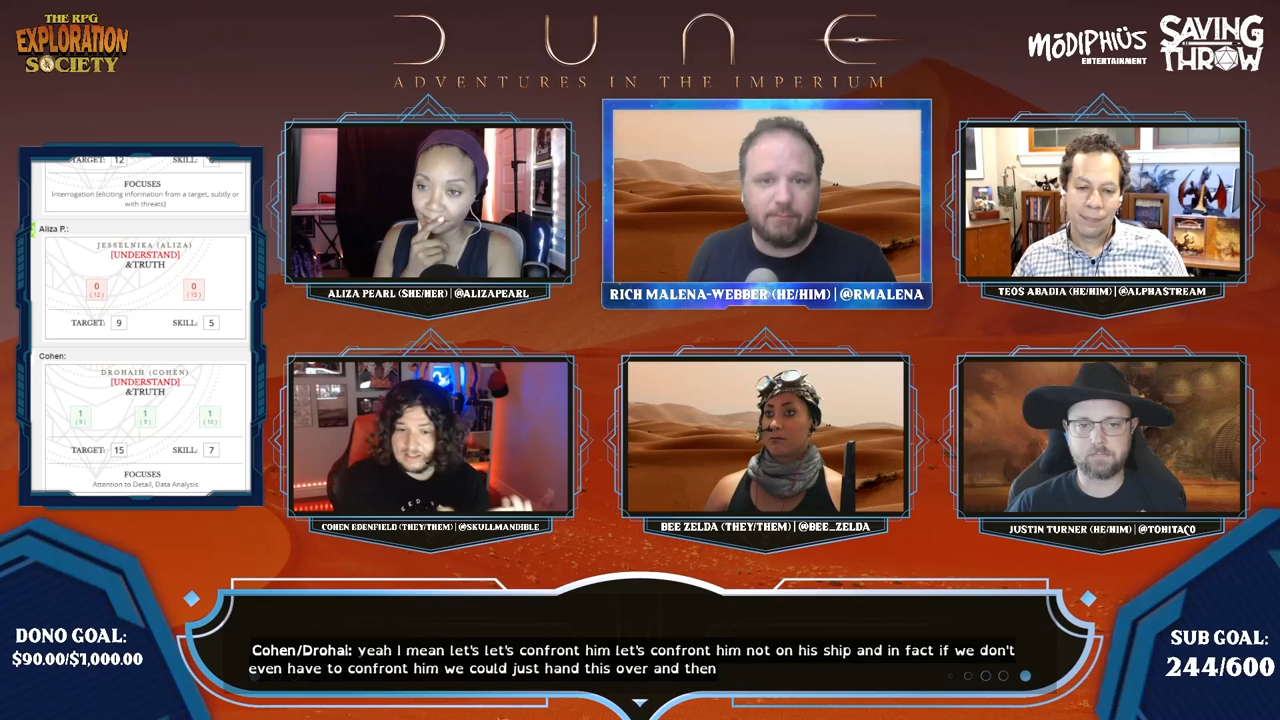 THE RPG
EXPLORATION
SOCIETY
DUNE
ADVENTURES IN THE IMPERIUM
MÖDIPHIÜS
ENTERTAINMENT
SAVING
THROW
TARGET: 12 SKILL:
FOCUSES
Interrogation (eliciting information from a target, subtly or
with threats)
Aliza P.:
JESSELNIKA (ALIZA)
[UNDERSTAND]
&TRUTH
0 0
(12) (15)
TARGET: 9 SKILL: 5
Cohen:
DROHAIH (COHEN)
[UNDERSTAND]
&TRUTH
1 1 1
(10)
TARGET: 15 SKILL: 7
FOCUSES
Attention to Detail, Data Analysis
ALIZA PEARL (SHE/HER) | @ALIZAPEARL
RICH MALENA-WEBBER (HE/HIM) | @RMALENA
TEOS ABADIA (HE/HIM) | @ALPHASTREAM
COHEN EDENFIELD (THEY/THEM) | @SKULLMANDIBLE
BEE ZELDA (THEY/THEM) | @BEE_ZELDA
JUSTIN TURNER (HE/HIM) | @TOHITACO
DONO GOAL:
$90.00/$1,000.00
Cohen/Drohai: yeah I mean let's let's confront him let's confront him not on his ship and in fact if we don't
even have to confront him we could just hand this over and then
SUB GOAL:
244/600